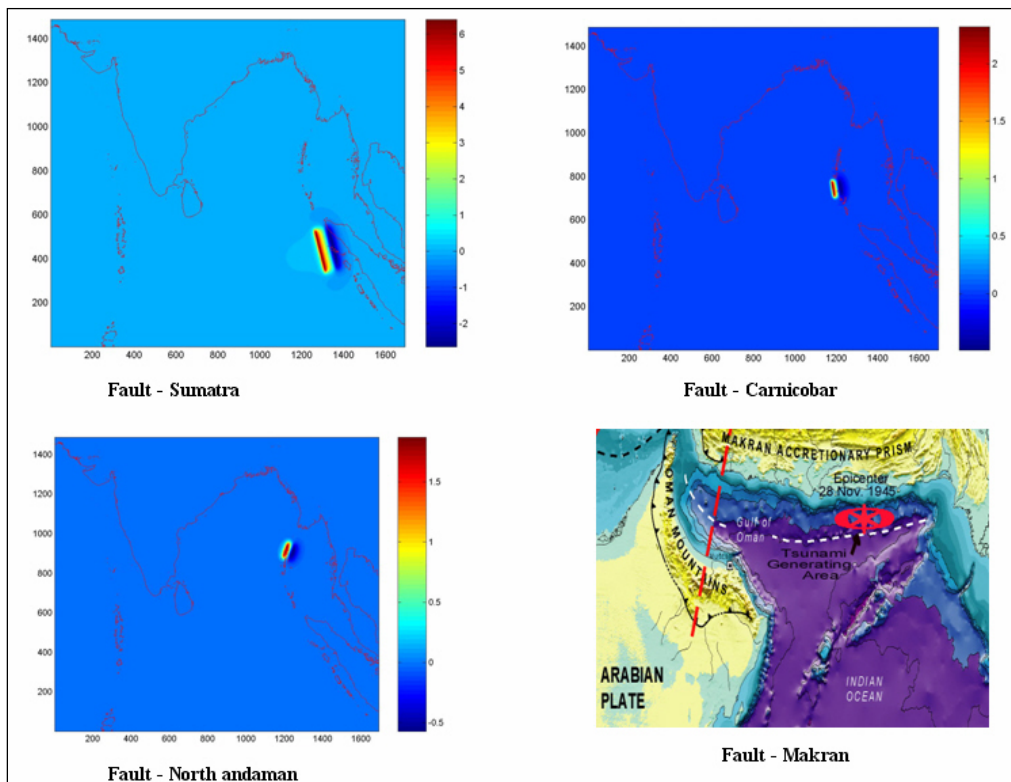 1400
1200
1000
800
600
400
200
200 400 600 800 1000 1200 1400 1600
6
5
4
3
2
1
0
-1
-2
Fault - Sumatra
1400
1200
1000
800
600
400
200
200 400 600 800 1000 1200 1400 1600
2
1.5
1
0.5
0
Fault - Carnicobar
1400
1200
1000
800
600
400
200
200 400 600 800 1000 1200 1400 1600
1.5
1
0.5
0
-0.5
Fault - North andaman
MAKRAN ACCRETIONARY PRISM
Epicenter
28 Nov. 1945
Gulf of
Oman
Tsunami
Generating
Area
OMAN MOUNTAINS
ARABIAN
PLATE
INDIAN
OCEAN
Fault - Makran